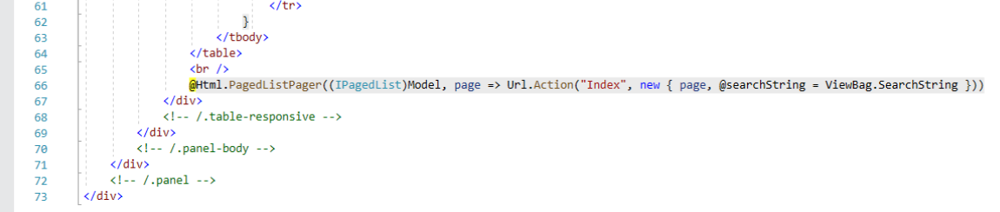 61 </tr>
62 }
63 </tbody>
64 </table>
65 <br />
66 @Html.PagedListPager((IPagedList)Model, page => Url.Action("Index", new { page, @searchString = ViewBag.SearchString }))
67 </div>
68 <!-- /.table-responsive -->
69 </div>
70 <!-- /.panel-body -->
71 </div>
72 <!-- /.panel -->
73 </div>